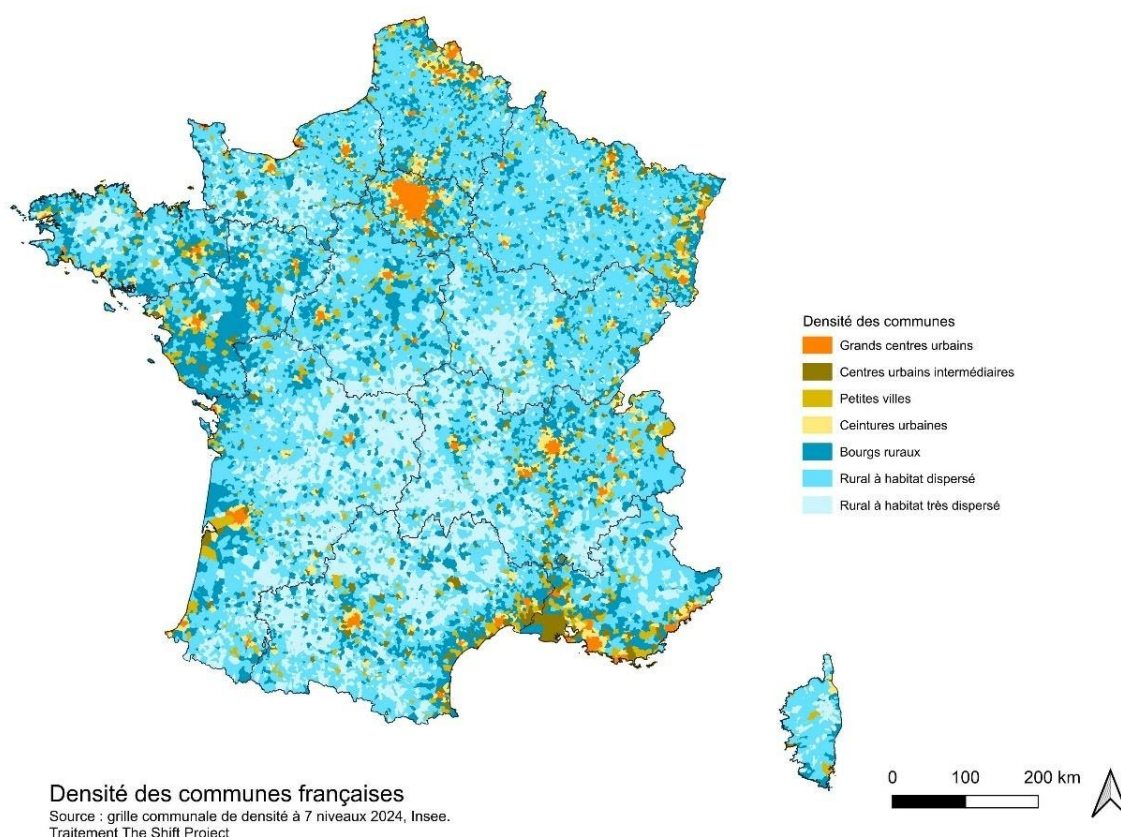 Densité des communes
Grands centres urbains
Centres urbains intermédiaires
Petites villes
Ceintures urbaines
Bourgs ruraux
Rural à habitat dispersé
Rural à habitat très dispersé
0 100 200 km
Densité des communes françaises
Source : grille communale de densité à 7 niveaux 2024, Insee.
Traitement The Shift Project